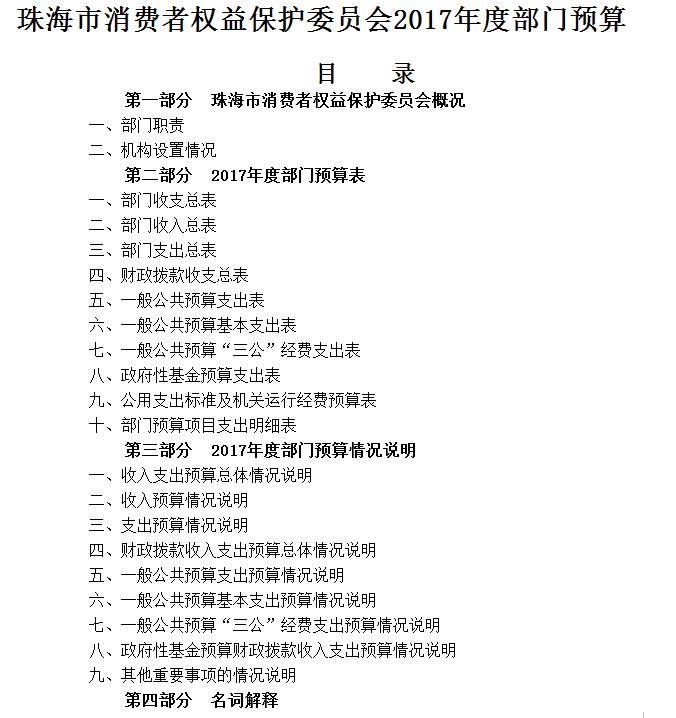 珠海市消费者权益保护委员会2017年度部门预算
目 录
第一部分 珠海市消费者权益保护委员会概况
一、部门职责
二、机构设置情况
第二部分 2017年度部门预算表
一、部门收支总表
二、部门收入总表
三、部门支出总表
四、财政拨款收支总表
五、一般公共预算支出表
六、一般公共预算基本支出表
七、一般公共预算“三公”经费支出表
八、政府性基金预算支出表
九、公用支出标准及机关运行经费预算表
十、部门预算项目支出明细表
第三部分 2017年度部门预算情况说明
一、收入支出预算总体情况说明
二、收入预算情况说明
三、支出预算情况说明
四、财政拨款收入支出预算总体情况说明
五、一般公共预算支出预算情况说明
六、一般公共预算基本支出预算情况说明
七、一般公共预算“三公”经费支出预算情况说明
八、政府性基金预算财政拨款收入支出预算情况说明
九、其他重要事项的情况说明
第四部分 名词解释